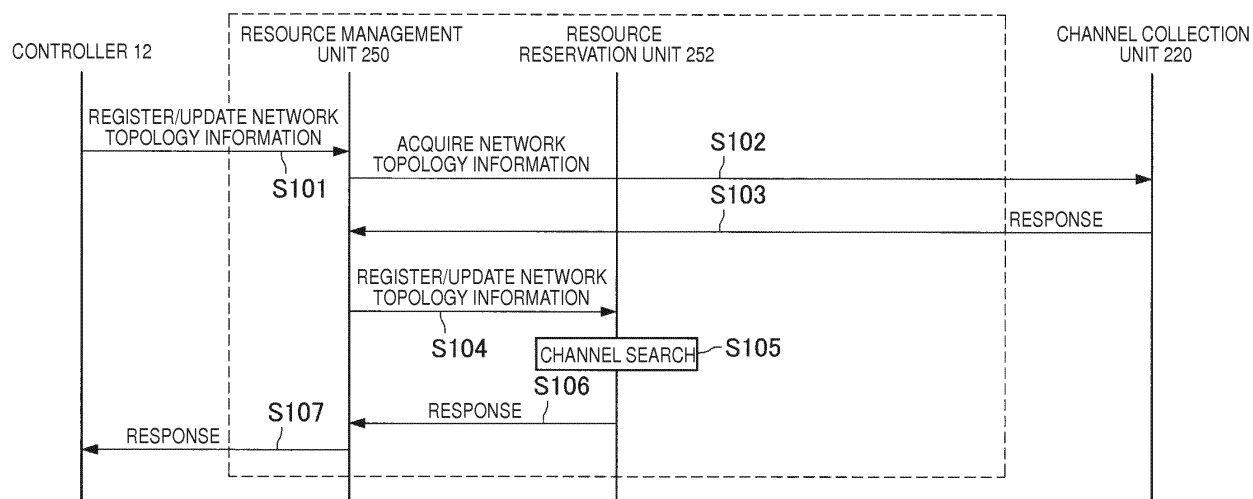 CONTROLLER 12
RESOURCE MANAGEMENT
UNIT 250
RESOURCE
RESERVATION UNIT 252
CHANNEL COLLECTION
UNIT 220
REGISTER/UPDATE NETWORK
TOPOLOGY INFORMATION
S101
ACQUIRE NETWORK
TOPOLOGY INFORMATION
S102
S103
RESPONSE
REGISTER/UPDATE NETWORK
TOPOLOGY INFORMATION
S104
CHANNEL SEARCH
S105
S106
RESPONSE
S107
RESPONSE